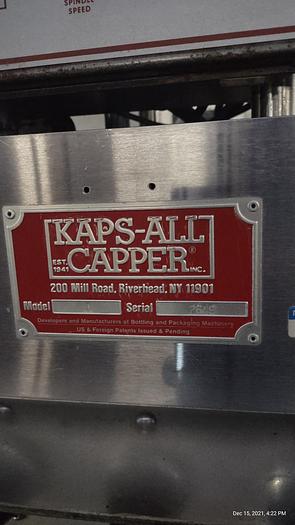 SPINDLE
SPEED
KAPS-ALL
EST. 1941 CAPPER® INC.
200 Mill Road, Riverhead, NY 11901
Model Serial
Developers and Manufacturers of Bottling and Packaging Machinery
US & Foreign Patents Issued & Pending
Dec 15, 2021, 4:22 PM